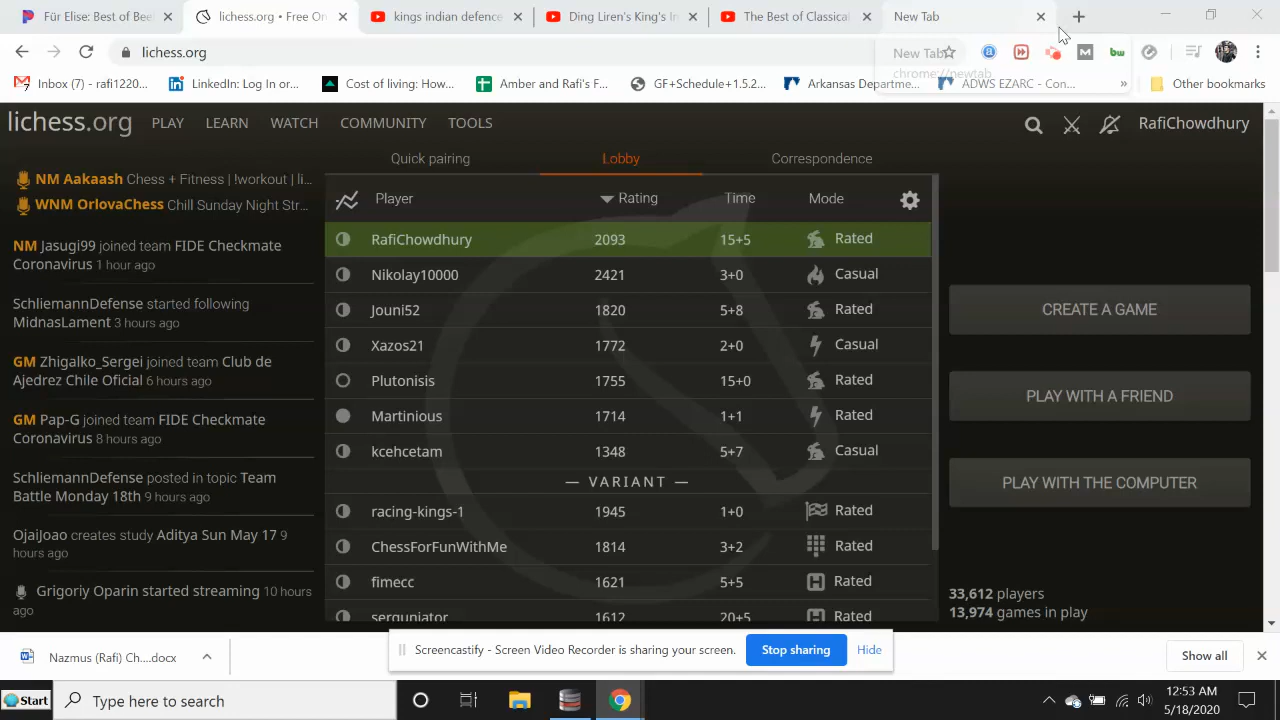 Für Elise: Best of Beet
lichess.org • Free On
kings indian defence
Ding Liren's King's In
The Best of Classical
New Tab
lichess.org
New Tab
chrome://newtab
Inbox (70) - rafi1220...
LinkedIn: Log In or...
Cost of living: how...
Amber and Rafi's F...
GF+Schedule+1.5.2...
Arkansas Departme...
ADWS EZARC - Con...
»
Other bookmarks
lichess.org
PLAY
LEARN
WATCH
COMMUNITY
TOOLS
RafiChowdhury
Quick pairing
Lobby
Correspondence
NM Aakaash Chess + Fitness | !workout | li...
WNM OrlovaChess Chill Sunday Night Str...
NM Jasugi99 joined team FIDE Checkmate
Coronavirus 1 hour ago
SchliemannDefense started following
MidnasLament 3 hours ago
GM Zhigalko_Sergei joined team Club de
Ajedrez Chile Oficial 6 hours ago
GM Pap-G joined team FIDE Checkmate
Coronavirus 8 hours ago
SchliemannDefense posted in topic Team
Battle Monday 18th 9 hours ago
OjaiJoao creates study Aditya Sun May 17 9
hours ago
Grigoriy Oparin started streaming 10 hours
ago
Player Rating Time Mode
RafiChowdhury 2093 15+5 Rated
Nikolay10000 2421 3+0 Casual
Jouni52 1820 5+8 Rated
Xazos21 1772 2+0 Casual
Plutonisis 1755 15+0 Rated
Martinious 1714 1+1 Rated
kcehcetam 1348 5+7 Casual
— VARIANT —
racing-kings-1 1945 1+0 Rated
ChessForFunWithMe 1814 3+2 Rated
fimecc 1621 5+5 Rated
serguniator 1612 20+5 Rated
CREATE A GAME
PLAY WITH A FRIEND
PLAY WITH THE COMPUTER
33,612 players
13,974 games in play
Nazmus (Rafi) Ch....docx
Screencastify - Screen Video Recorder is sharing your screen.
Stop sharing
Hide
Show all
Start
Type here to search
12:53 AM
5/18/2020